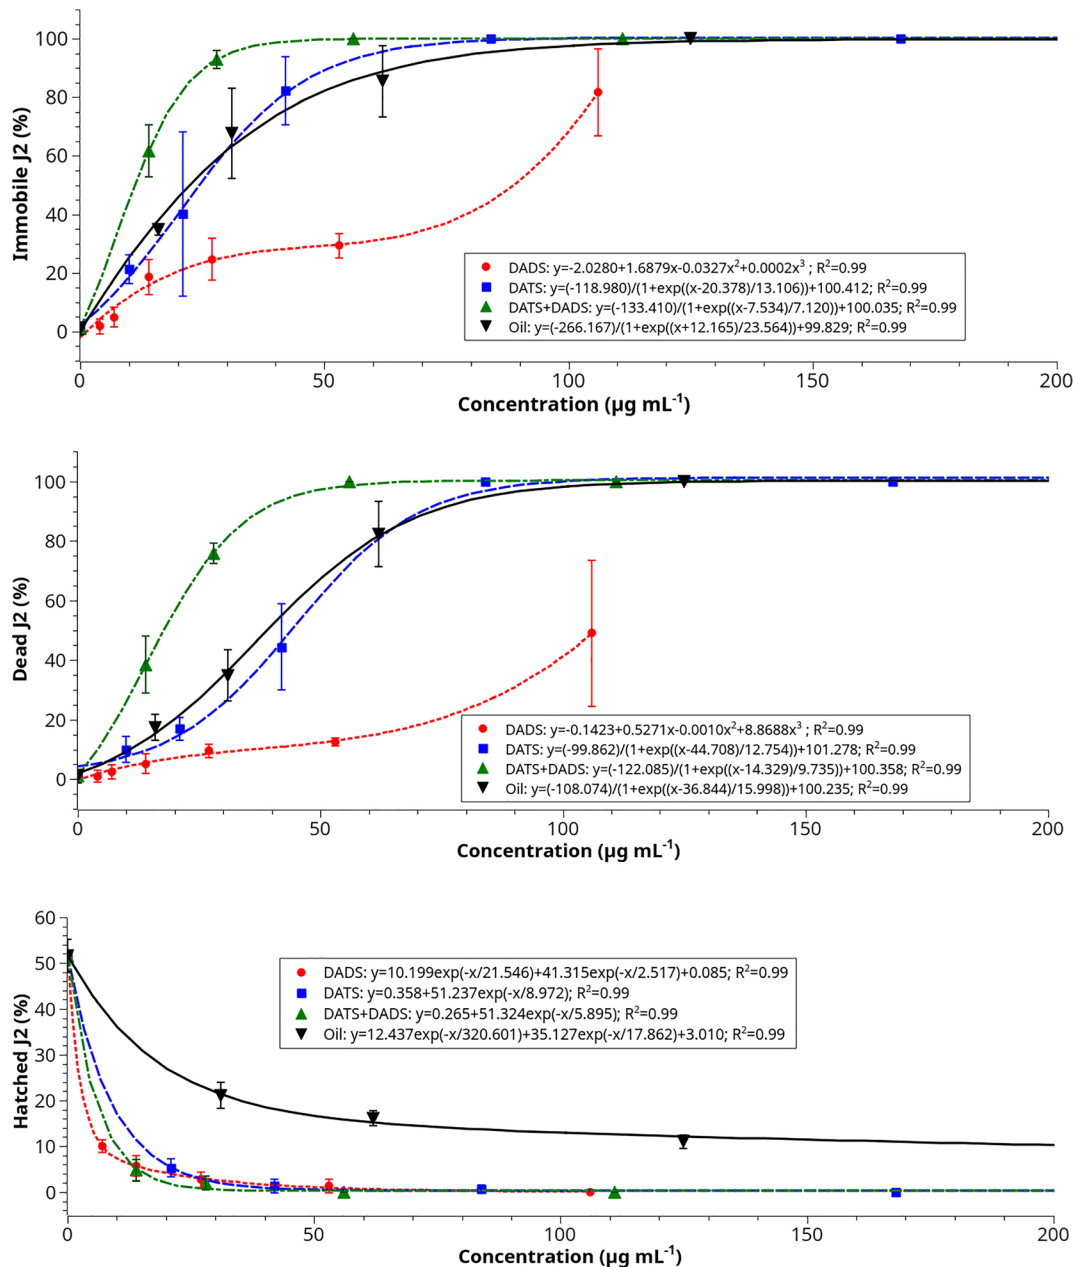 100
80
60
40
20
0
Immobile J2 (%)
DADS: y=-2.0280+1.6879x-0.0327x²+0.0002x³ ; R²=0.99
DATS: y=(-118.980)/(1+exp((x-20.378/13.106))+100.412; R²=0.99
DATS+DADS: y=(-133.410)/(1+exp((x-7.534)/7.120))+100.035; R²=0.99
Oil: y=(-266.167)/(1+exp((x+12.165)/23.564))+99.829; R²=0.99
0 50 100 150 200
Concentration (µg mL⁻¹)
100
80
60
40
20
0
Dead J2 (%)
DADS: y=-0.1423+0.5271x-0.0010x²+8.8688x³ ; R²=0.99
DATS: y=(-99.862)/(1+exp((x-44.708)/12.754))+101.278; R²=0.99
DATS+DADS: y=(-122.085)/(1+exp((x-14.329)/9.735))+100.358; R²=0.99
Oil: y=(-108.074)/(1+exp((x-36.844)/15.998))+100.235; R²=0.99
0 50 100 150 200
Concentration (µg mL⁻¹)
60
50
40
30
20
10
0
Hatched J2 (%)
DADS: y=10.199exp(-x/21.546)+41.315exp(-x/2.517)+0.085; R²=0.99
DATS: y=0.358+51.237exp(-x/8.972); R²=0.99
DATS+DADS: y=0.265+51.324exp(-x/5.895); R²=0.99
Oil: y=12.437exp(-x/320.601)+35.127exp(-x/17.862)+3.010; R²=0.99
0 50 100 150 200
Concentration (µg mL⁻¹)